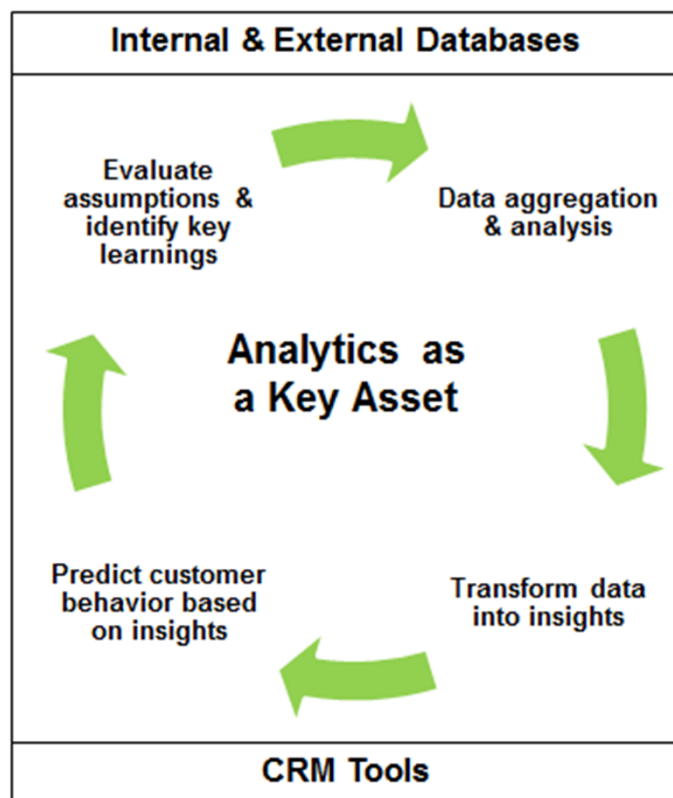 Internal & External Databases
Evaluate
assumptions &
identify key
learnings
Data aggregation
& analysis
Analytics as
a Key Asset
Predict customer
behavior based
on insights
Transform data
into insights
CRM Tools